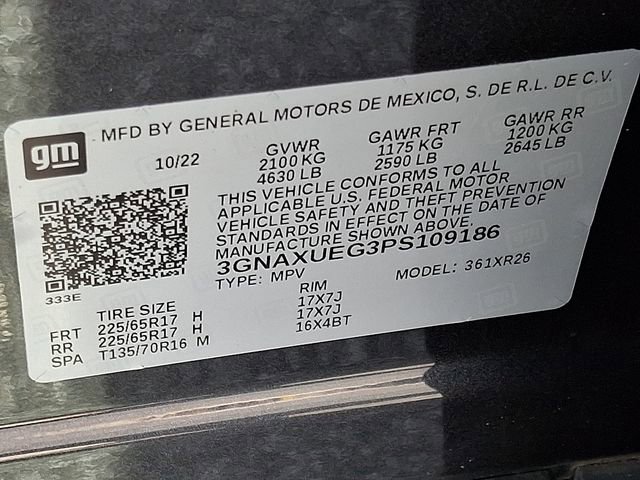 gm
MFD BY GENERAL MOTORS DE MEXICO, S. DE R.L. DE C.V.
10/22 GVWR GAWR FRT GAWR RR
2100 KG 1175 KG 1200 KG
4630 LB 2590 LB 2645 LB
THIS VEHICLE CONFORMS TO ALL
APPLICABLE U.S. FEDERAL MOTOR
VEHICLE SAFETY AND THEFT PREVENTION
STANDARDS IN EFFECT ON THE DATE OF
MANUFACTURE SHOWN ABOVE.
3GNAXUEG3PS109186
TYPE: MPV MODEL: 361XR26
333E
TIRE SIZE RIM
FRT 225/65R17 H 17X7J
RR 225/65R17 H 17X7J
SPA T135/70R16 M 16X4BT